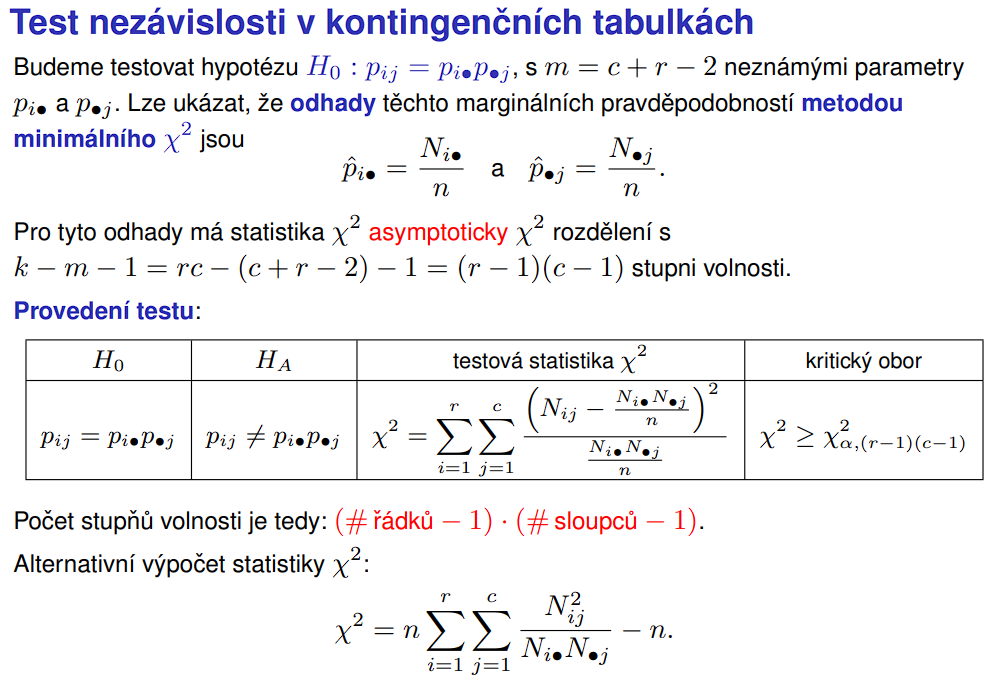 Test nezávislosti v kontingenčních tabulkách
Budeme testovat hypotézu $H_0 : p_{ij} = p_{i\bullet}p_{\bullet j}$, s $m = c + r - 2$ neznámými parametry
$p_{i\bullet}$ a $p_{\bullet j}$. Lze ukázat, že odhady těchto marginálních pravděpodobností metodou
minimálního $\chi^2$ jsou
$\hat{p}_{i\bullet} = \frac{N_{i\bullet}}{n}$ a $\hat{p}_{\bullet j} = \frac{N_{\bullet j}}{n}.$
Pro tyto odhady má statistika $\chi^2$ asymptoticky $\chi^2$ rozdělení s
$k - m - 1 = rc - (c + r - 2) - 1 = (r - 1)(c - 1)$ stupni volnosti.
Provedení testu:
$H_0$ $H_A$ testová statistika $\chi^2$ kritický obor
$p_{ij} = p_{i\bullet}p_{\bullet j}$ $p_{ij} \neq p_{i\bullet}p_{\bullet j}$ $\chi^2 = \sum_{i=1}^{r} \sum_{j=1}^{c} \frac{\left(N_{ij} - \frac{N_{i\bullet}N_{\bullet j}}{n}\right)^2}{\frac{N_{i\bullet}N_{\bullet j}}{n}}$ $\chi^2 \geq \chi^2_{\alpha,(r-1)(c-1)}$
Počet stupňů volnosti je tedy: (# řádků − 1) · (# sloupců − 1).
Alternativní výpočet statistiky $\chi^2$:
$\chi^2 = n \sum_{i=1}^{r} \sum_{j=1}^{c} \frac{N_{ij}^2}{N_{i\bullet}N_{\bullet j}} - n.$